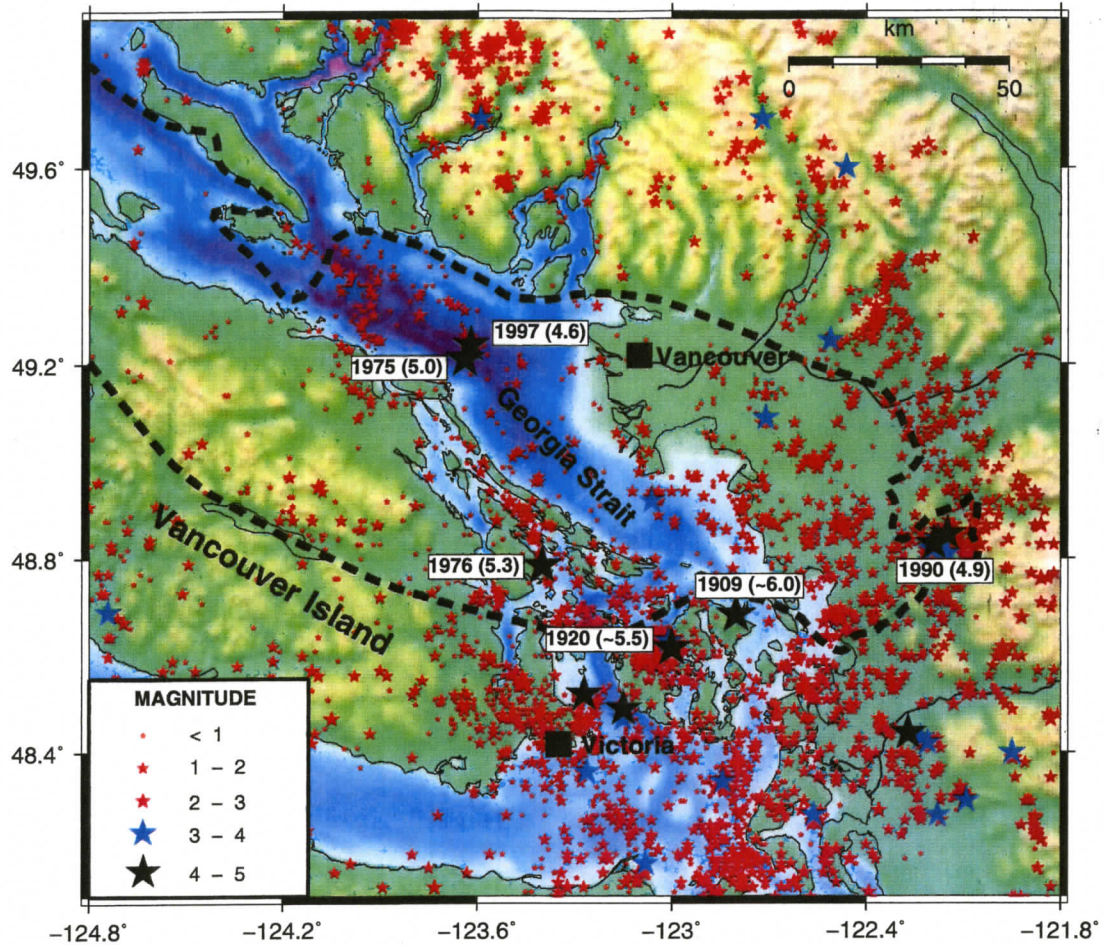 km
0 50
49.6°
49.2°
48.8°
48.4°
1997 (4.6)
1975 (5.0)
Vancouver
Georgia Strait
Vancouver Island
1976 (5.3)
1909 (~6.0)
1990 (4.9)
1920 (~5.5)
Victoria
MAGNITUDE
< 1
1 – 2
2 – 3
3 – 4
4 – 5
−124.8° −124.2° −123.6° −123° −122.4° −121.8°